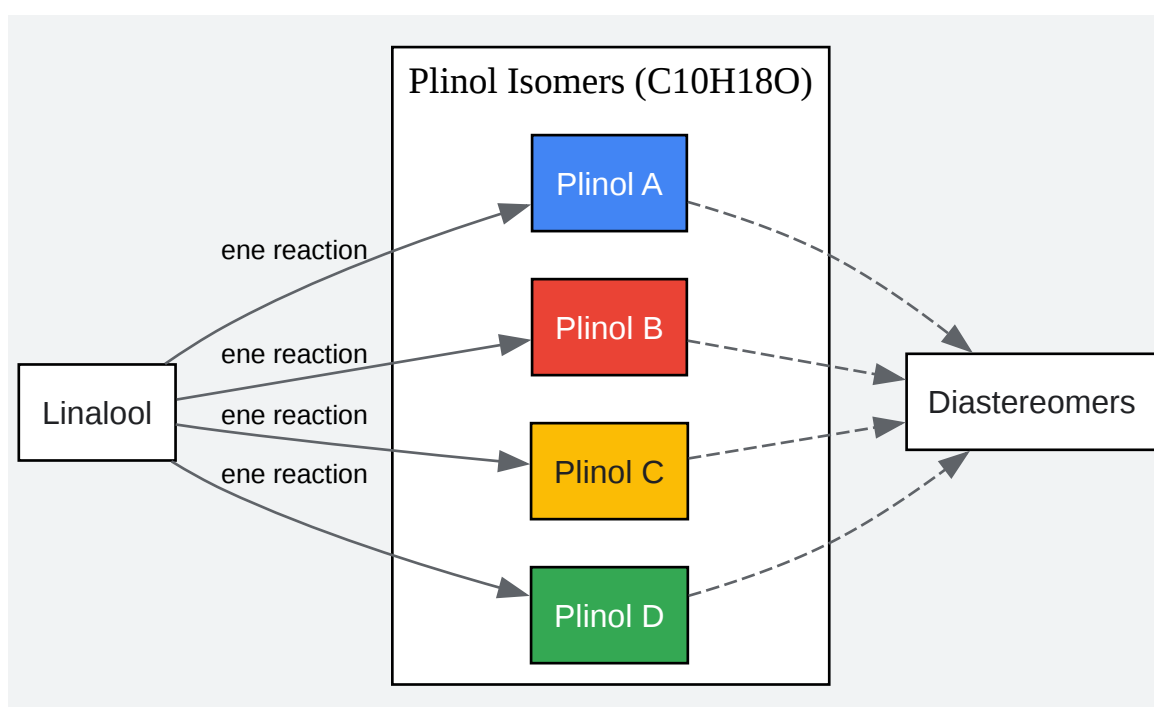 Plinol Isomers (C10H18O)
Plinol A
ene reaction
Plinol B
ene reaction
Linalool
Diastereomers
ene reaction
Plinol C
ene reaction
Plinol D